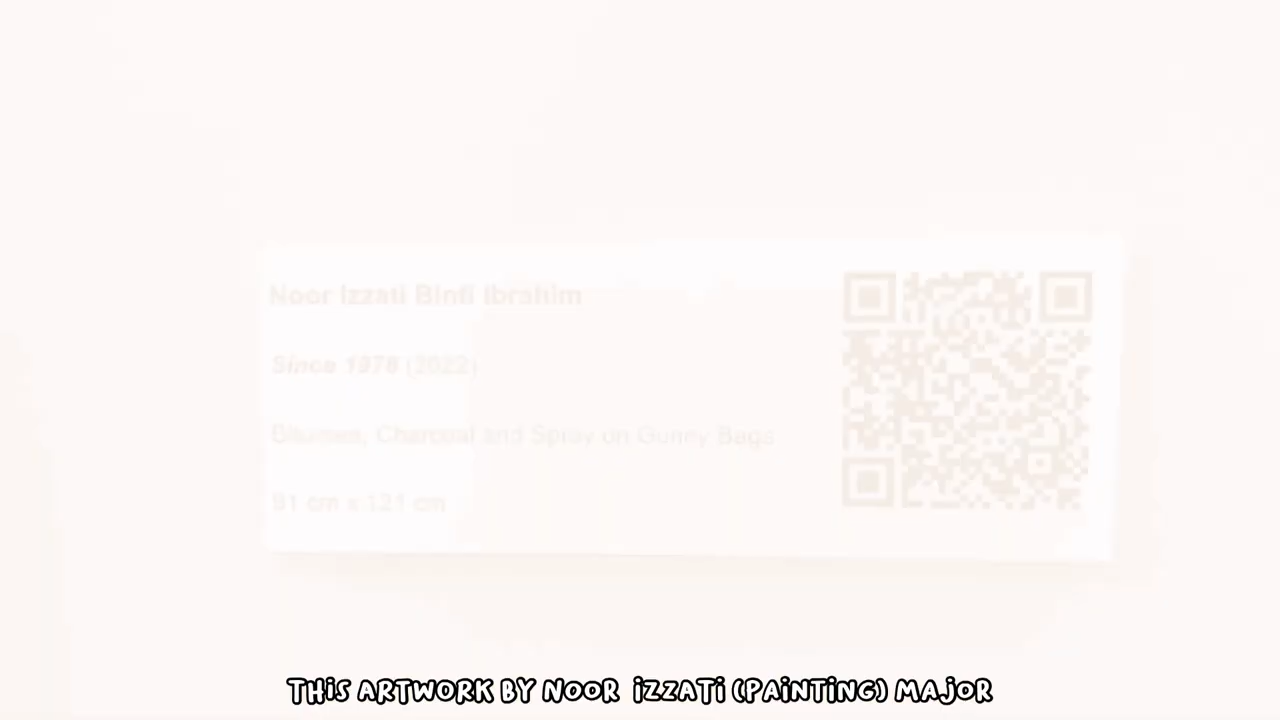 Noor Izzati Binti Ibrahim
Since 1978 (2022)
Bitumen, Charcoal and Spray on Gunny Bags
91 cm x 121 cm
THIS ARTWORK BY NOOR IZZATI (PAINTING) MAJOR